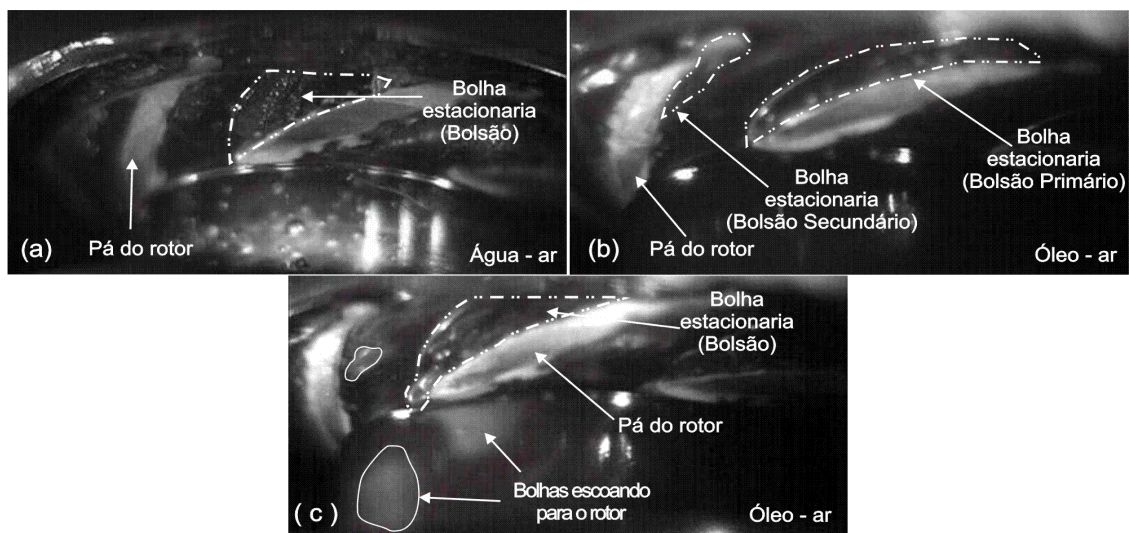 Bolha
estacionaria
(Bolsão)
Pá do rotor
(a)
Água - ar
Bolha
estacionaria
(Bolsão Primário)
Bolha
estacionaria
(Bolsão Secundário)
Pá do rotor
(b)
Óleo - ar
Bolha
estacionaria
(Bolsão)
Pá do rotor
Bolhas escoando
para o rotor
( c )
Óleo - ar